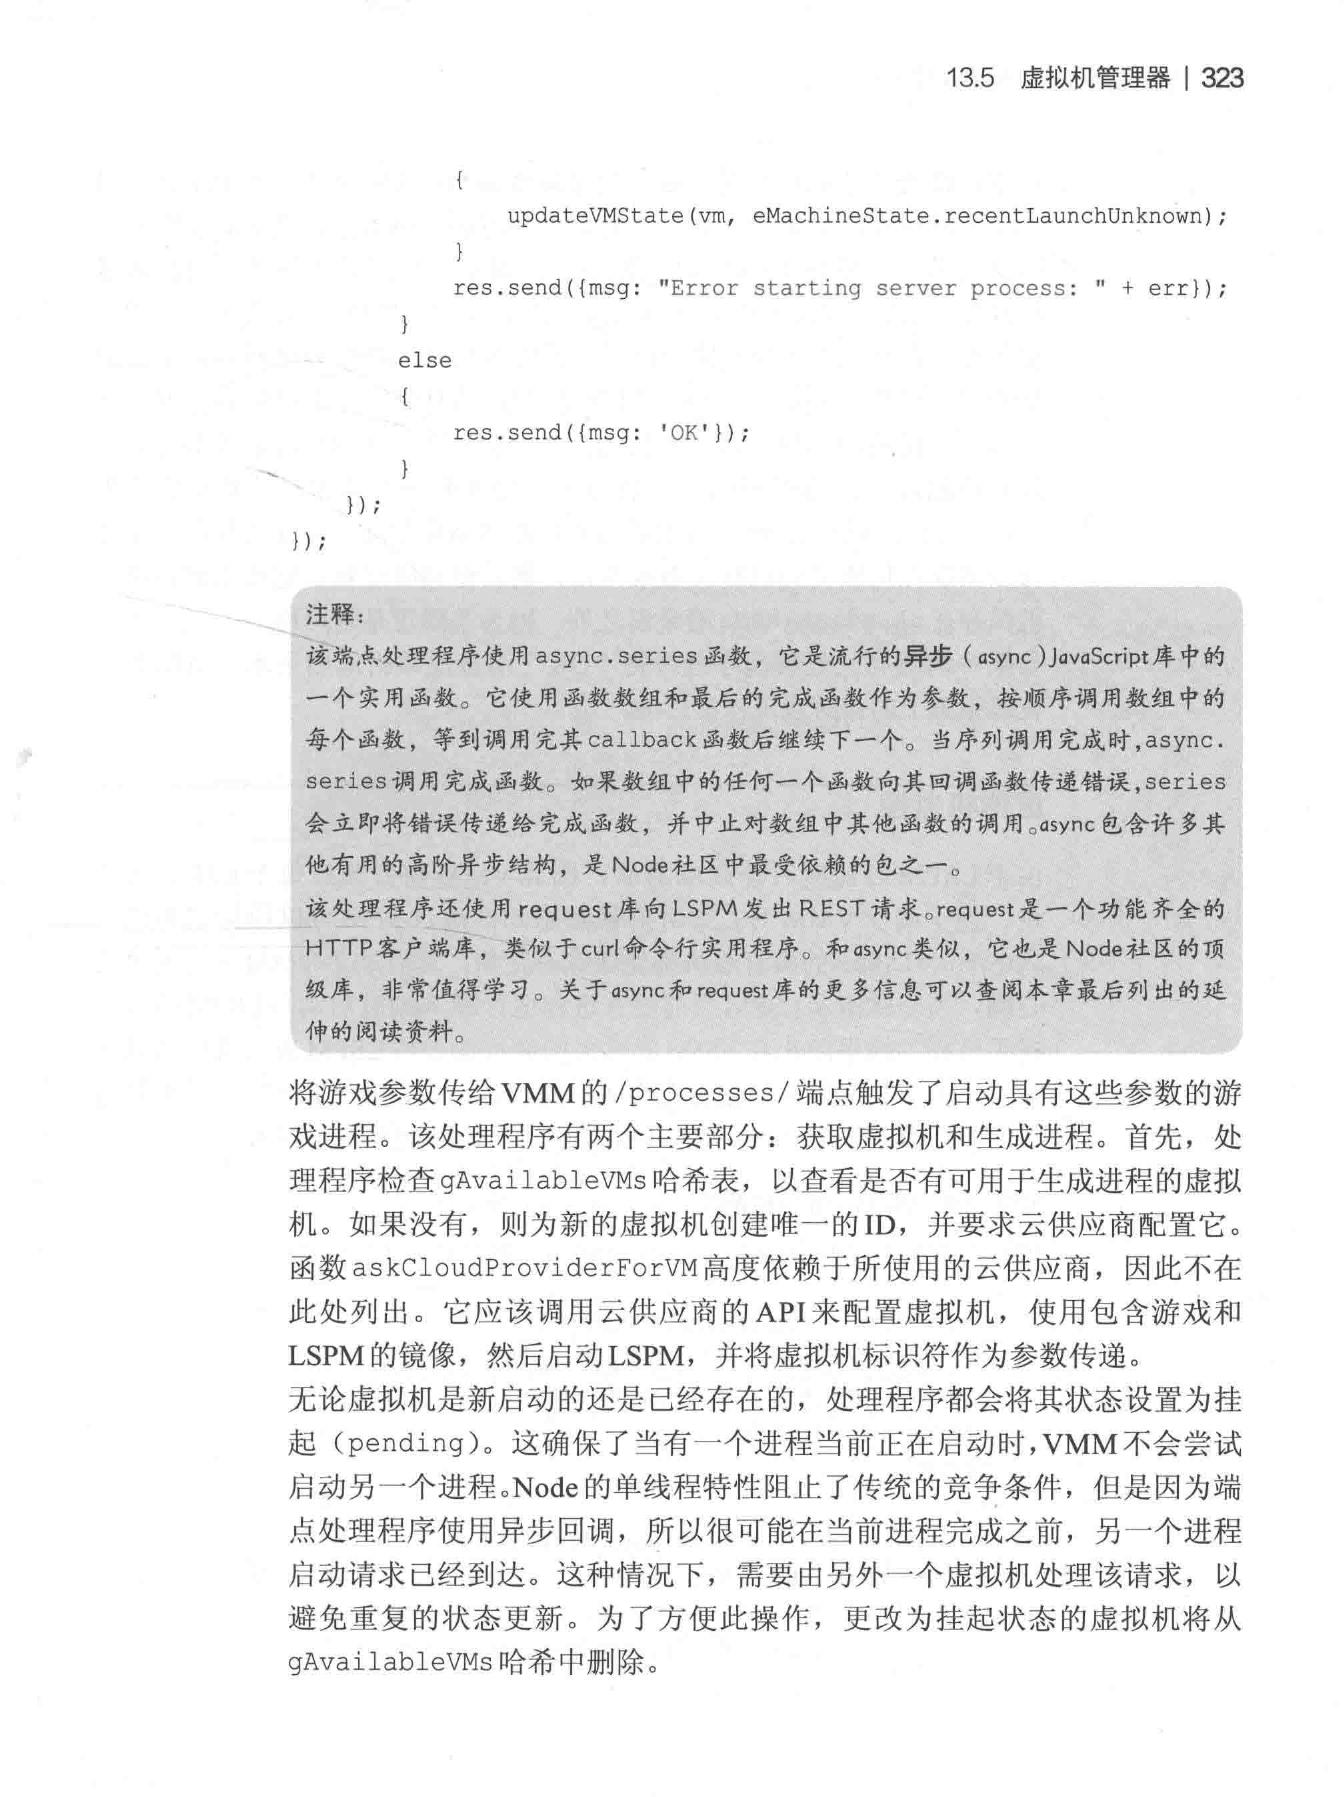 13.5 虚拟机管理器 | 323
{
updateVMState(vm, eMachineState.recentLaunchUnknown);
}
res.send({msg: "Error starting server process: " + err});
}
else
{
res.send({msg: 'OK'});
}
});
});
注释：
该端点处理程序使用async.series函数，它是流行的异步（async）JavaScript库中的
一个实用函数。它使用函数数组和最后的完成函数作为参数，按顺序调用数组中的
每个函数，等到调用完其callback函数后继续下一个。当序列调用完成时,async.
series调用完成函数。如果数组中的任何一个函数向其回调函数传递错误,series
会立即将错误传递给完成函数，并中止对数组中其他函数的调用。async包含许多其
他有用的高阶异步结构，是Node社区中最受依赖的包之一。
该处理程序还使用request库向LSPM发出REST请求。request是一个功能齐全的
HTTP客户端库，类似于curl命令行实用程序。和async类似，它也是Node社区的顶
级库，非常值得学习。关于async和request库的更多信息可以查阅本章最后列出的延
伸的阅读资料。
将游戏参数传给VMM的/processes/端点触发了启动具有这些参数的游
戏进程。该处理程序有两个主要部分：获取虚拟机和生成进程。首先，处
理程序检查gAvailableVMs哈希表，以查看是否有可用于生成进程的虚拟
机。如果没有，则为新的虚拟机创建唯一的ID，并要求云供应商配置它。
函数askCloudProviderForVM高度依赖于所使用的云供应商，因此不在
此处列出。它应该调用云供应商的API来配置虚拟机，使用包含游戏和
LSPM的镜像，然后启动LSPM，并将虚拟机标识符作为参数传递。
无论虚拟机是新启动的还是已经存在的，处理程序都会将其状态设置为挂
起（pending）。这确保了当有一个进程当前正在启动时,VMM不会尝试
启动另一个进程。Node的单线程特性阻止了传统的竞争条件，但是因为端
点处理程序使用异步回调，所以很可能在当前进程完成之前，另一个进程
启动请求已经到达。这种情况下，需要由另外一个虚拟机处理该请求，以
避免重复的状态更新。为了方便此操作，更改为挂起状态的虚拟机将从
gAvailableVMs哈希中删除。